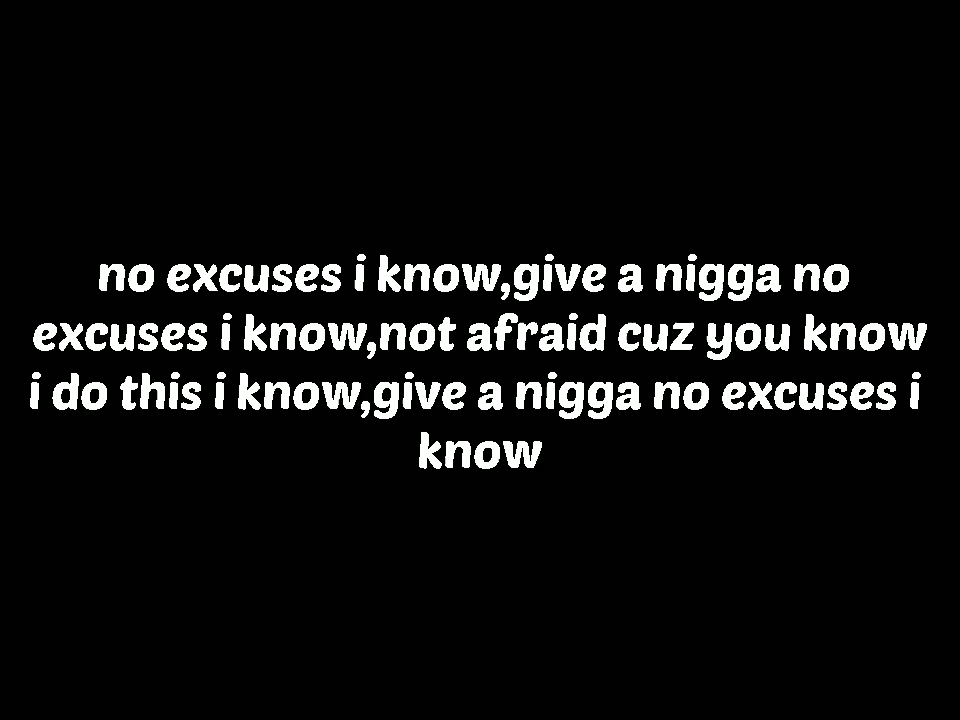 no excuses i know,give a nigga no
excuses i know,not afraid cuz you know
i do this i know,give a nigga no excuses i
know